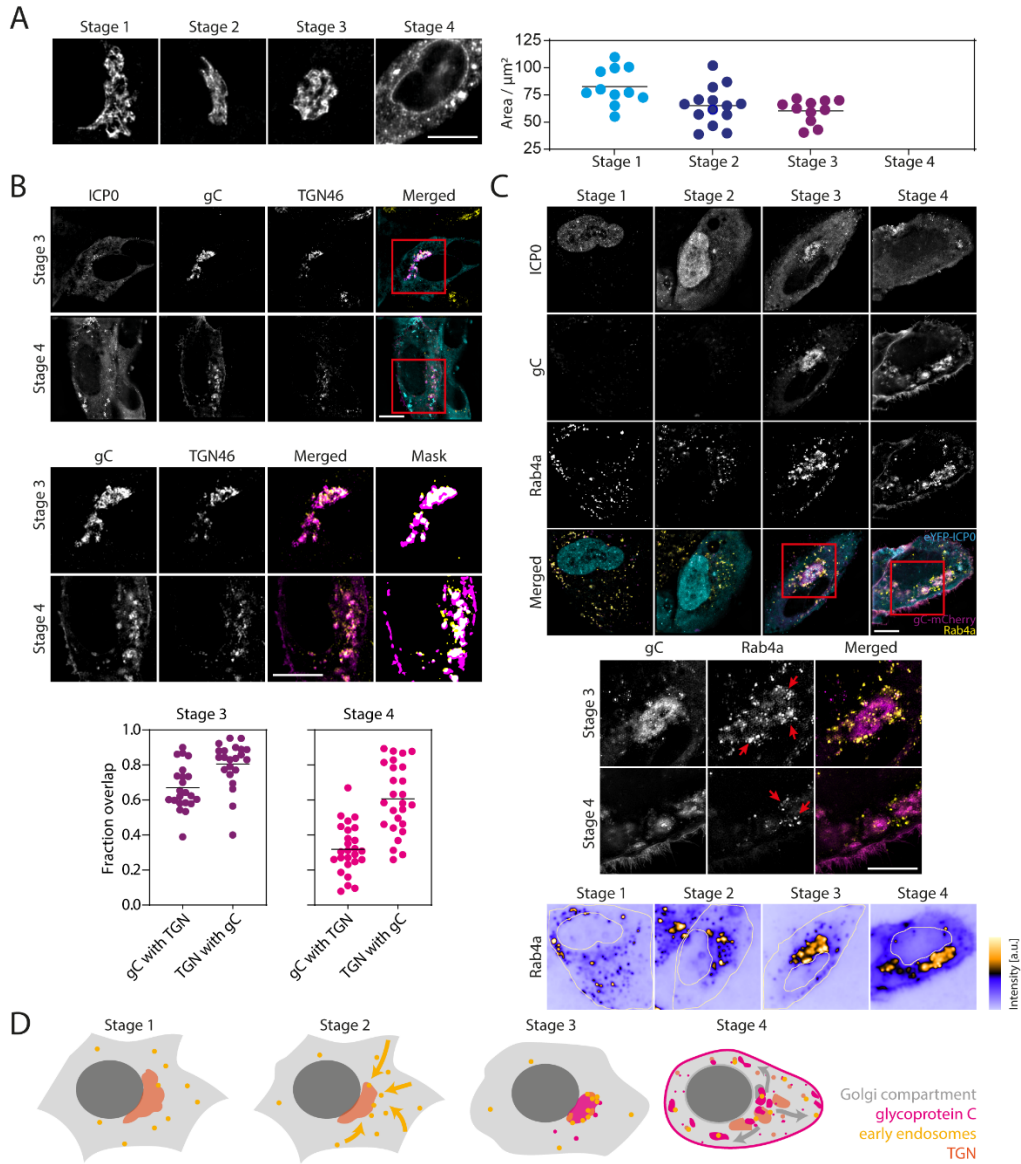 A
Stage 1 Stage 2 Stage 3 Stage 4
Area / µm²
125
100
75
50
25
Stage 1 Stage 2 Stage 3 Stage 4
B
ICP0 gC TGN46 Merged
Stage 3
Stage 4
gC TGN46 Merged Mask
Stage 3
Stage 4
Stage 3 Stage 4
Fraction overlap
1.0
0.8
0.6
0.4
0.2
0.0
gC with TGN TGN with gC gC with TGN TGN with gC
C
Stage 1 Stage 2 Stage 3 Stage 4
ICP0
gC
Rab4a
Merged
eYFP-ICP0
gC-mCherry
Rab4a
gC Rab4a Merged
Stage 3
Stage 4
Stage 1 Stage 2 Stage 3 Stage 4
Rab4a
Intensity [a.u.]
D
Stage 1 Stage 2 Stage 3 Stage 4
Golgi compartment
glycoprotein C
early endosomes
TGN